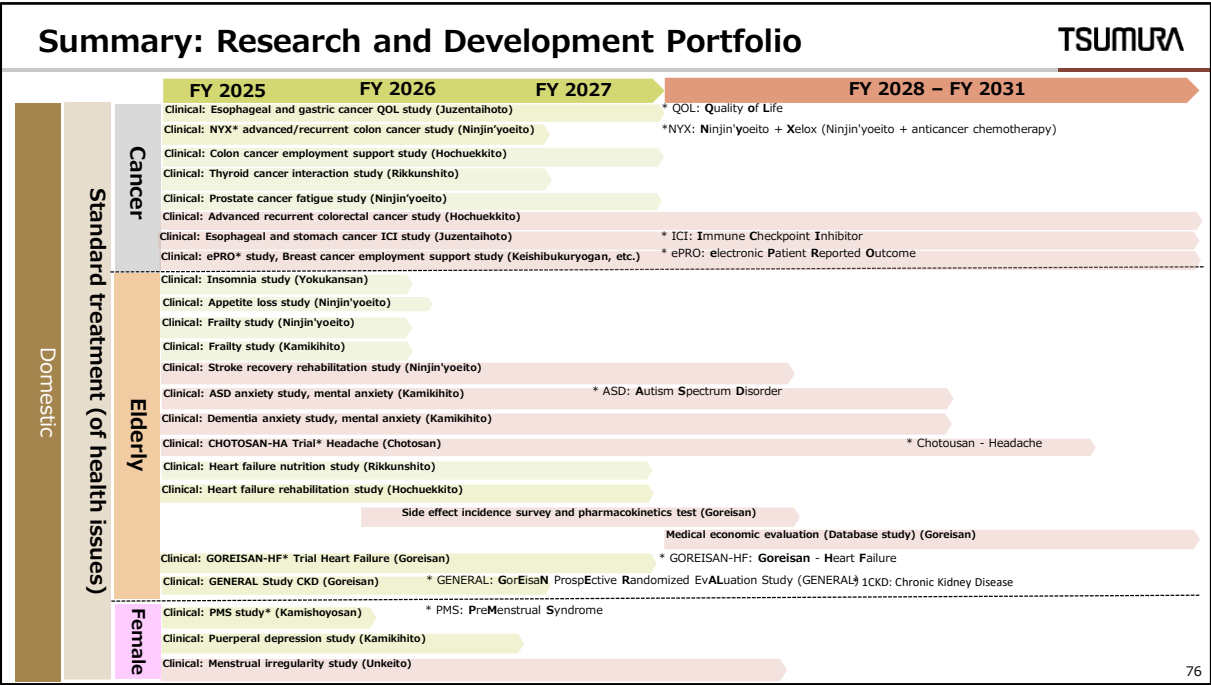 Summary: Research and Development Portfolio
TSUMURA
FY 2025
FY 2026
FY 2027
FY 2028 – FY 2031
Domestic
Standard treatment (of health issues)
Cancer
Clinical: Esophageal and gastric cancer QOL study (Juzentaihoto)
* QOL: Quality of Life
Clinical: NYX* advanced/recurrent colon cancer study (Ninjin’yoeito)
*NYX: Ninjin'yoeito + Xelox (Ninjin'yoeito + anticancer chemotherapy)
Clinical: Colon cancer employment support study (Hochuekkito)
Clinical: Thyroid cancer interaction study (Rikkunshito)
Clinical: Prostate cancer fatigue study (Ninjin’yoeito)
Clinical: Advanced recurrent colorectal cancer study (Hochuekkito)
Clinical: Esophageal and stomach cancer ICI study (Juzentaihoto)
* ICI: Immune Checkpoint Inhibitor
Clinical: ePRO* study, Breast cancer employment support study (Keishibukuryogan, etc.)
* ePRO: electronic Patient Reported Outcome
Elderly
Clinical: Insomnia study (Yokukansan)
Clinical: Appetite loss study (Ninjin'yoeito)
Clinical: Frailty study (Ninjin'yoeito)
Clinical: Frailty study (Kamikihito)
Clinical: Stroke recovery rehabilitation study (Ninjin'yoeito)
Clinical: ASD anxiety study, mental anxiety (Kamikihito)
* ASD: Autism Spectrum Disorder
Clinical: Dementia anxiety study, mental anxiety (Kamikihito)
Clinical: CHOTOSAN-HA Trial* Headache (Chotosan)
* Chotousan - Headache
Clinical: Heart failure nutrition study (Rikkunshito)
Clinical: Heart failure rehabilitation study (Hochuekkito)
Side effect incidence survey and pharmacokinetics test (Goreisan)
Medical economic evaluation (Database study) (Goreisan)
Clinical: GOREISAN-HF* Trial Heart Failure (Goreisan)
* GOREISAN-HF: Goreisan - Heart Failure
Clinical: GENERAL Study CKD (Goreisan)
* GENERAL: GorEisaN ProspEctive Randomized EvALuation Study (GENERAL)
* 1CKD: Chronic Kidney Disease
Female
Clinical: PMS study* (Kamishoyosan)
* PMS: PreMenstrual Syndrome
Clinical: Puerperal depression study (Kamikihito)
Clinical: Menstrual irregularity study (Unkeito)
76